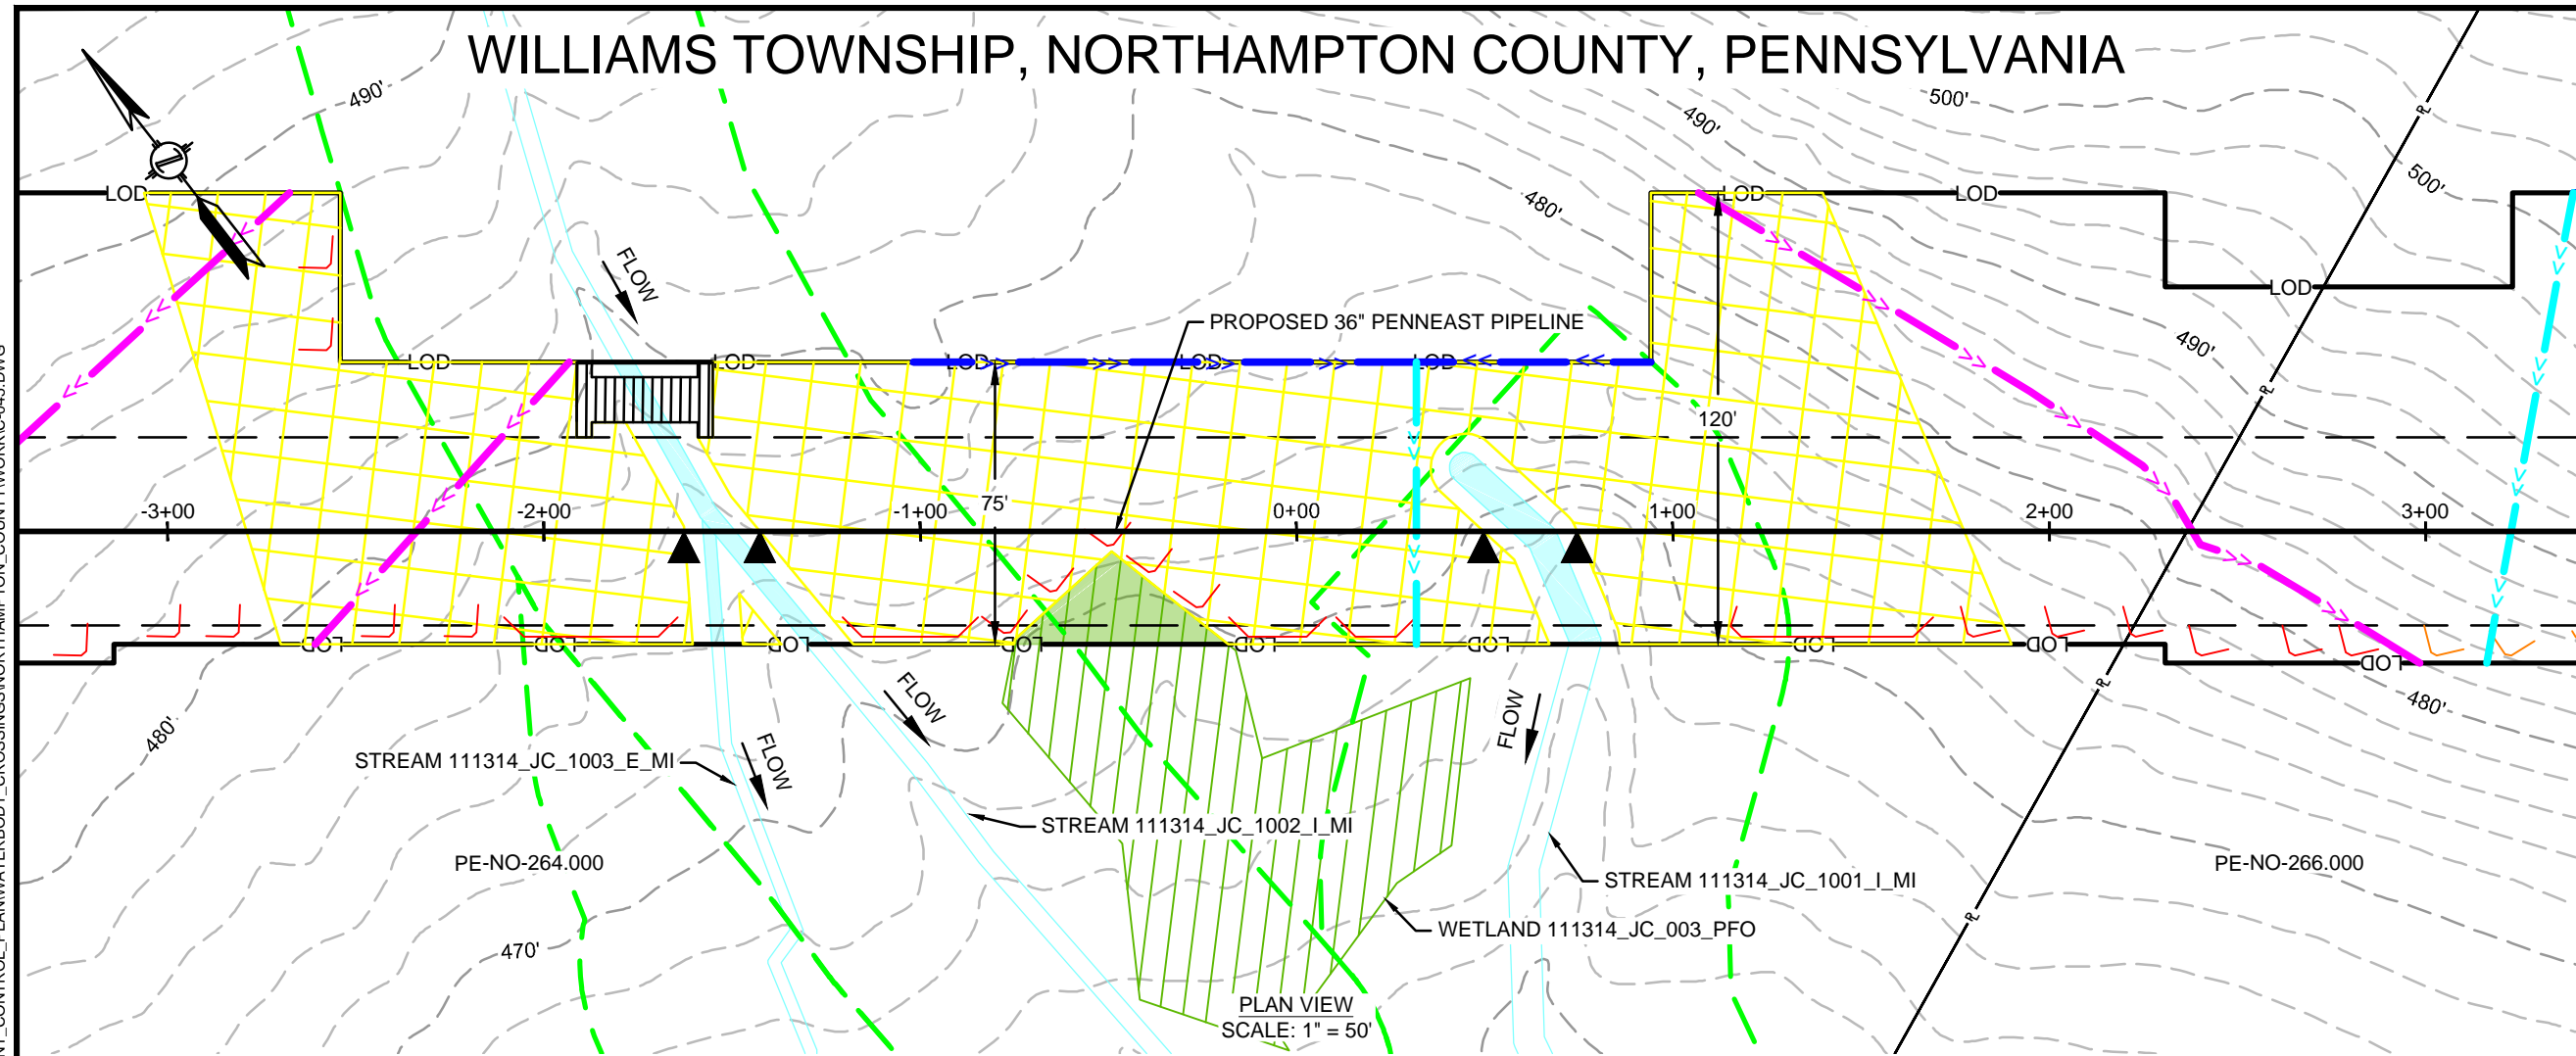 WILLIAMS TOWNSHIP, NORTHAMPTON COUNTY, PENNSYLVANIA
490'
500'
490'
480'
500'
LOD
LOD
LOD
FLOW
LOD
PROPOSED 36" PENNEAST PIPELINE
490'
LOD
LOD
LOD
LOD
LOD
120'
75'
-3+00
-2+00
-1+00
0+00
1+00
2+00
3+00
LOD
LOD
LOD
LOD
LOD
LOD
LOD
LOD
LOD
480'
FLOW
FLOW
FLOW
480'
STREAM 111314_JC_1003_E_MI
STREAM 111314_JC_1002_I_MI
PE-NO-264.000
PE-NO-266.000
STREAM 111314_JC_1001_I_MI
WETLAND 111314_JC_003_PFO
470'
PLAN VIEW
SCALE: 1" = 50'